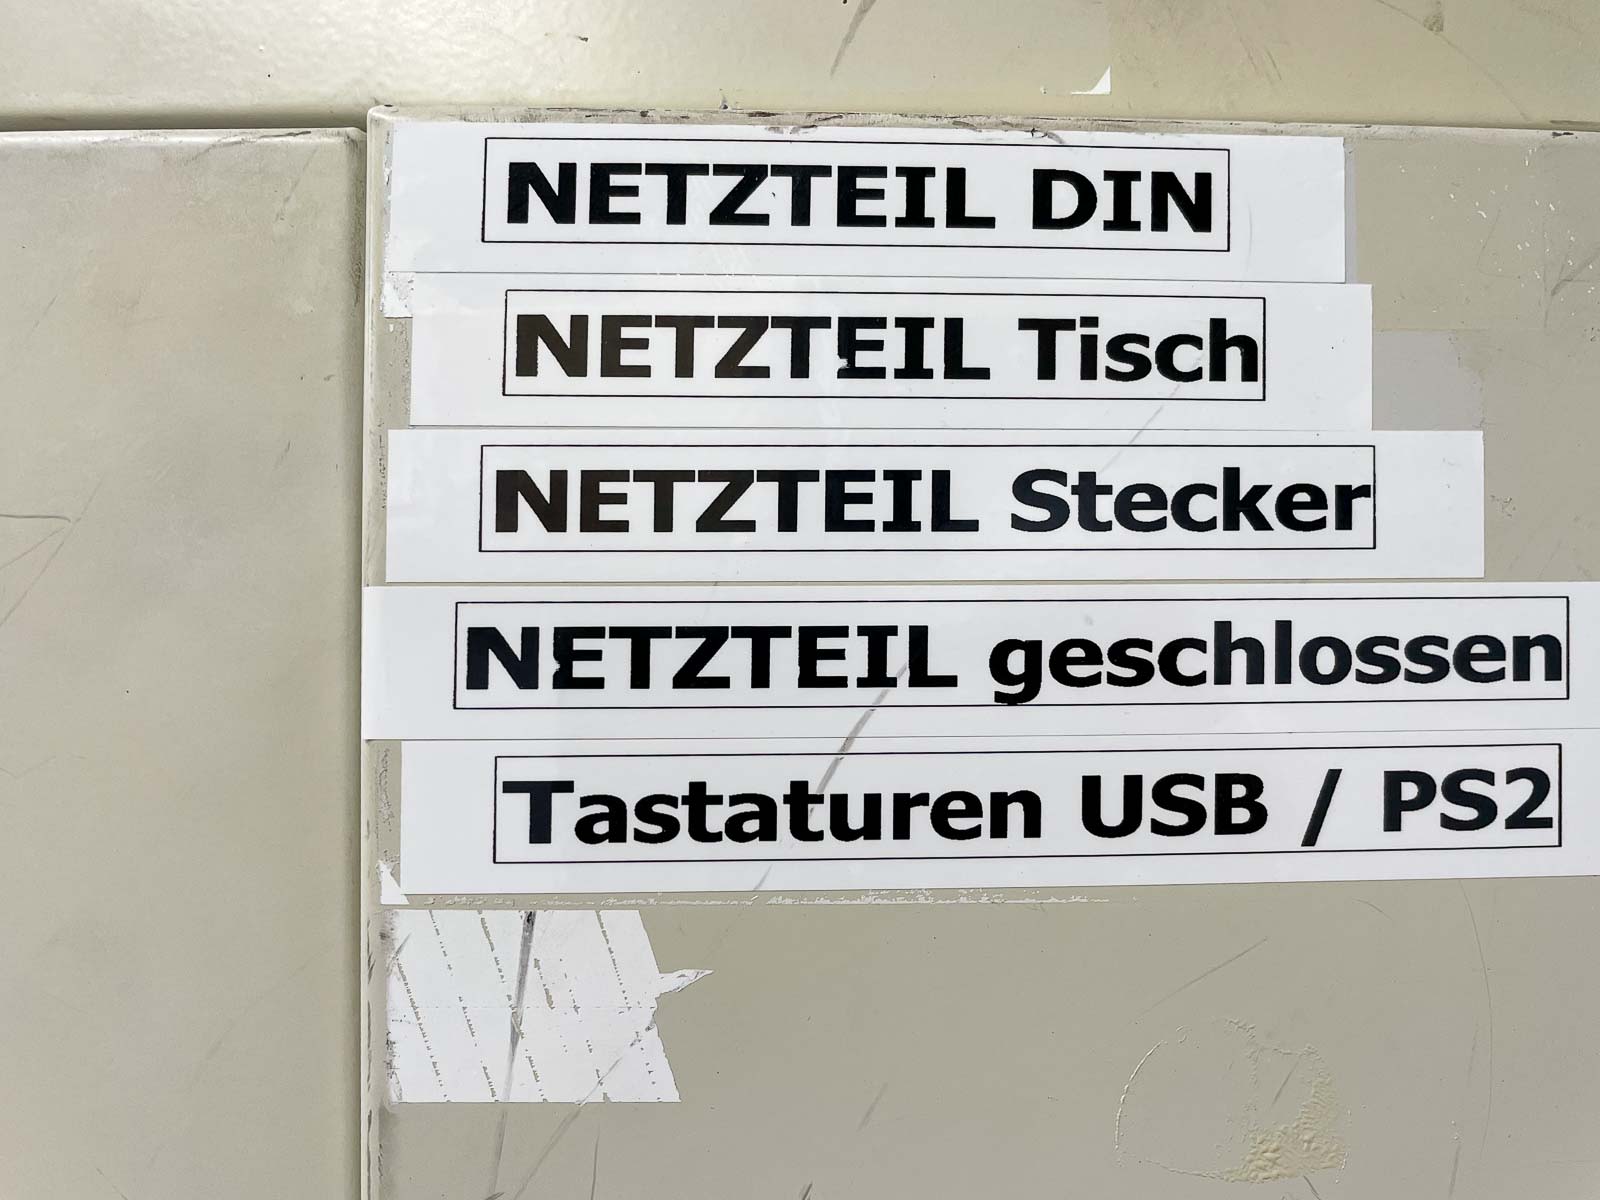 NETZTEIL DIN
NETZTEIL Tisch
NETZTEIL Stecker
NETZTEIL geschlossen
Tastaturen USB / PS2